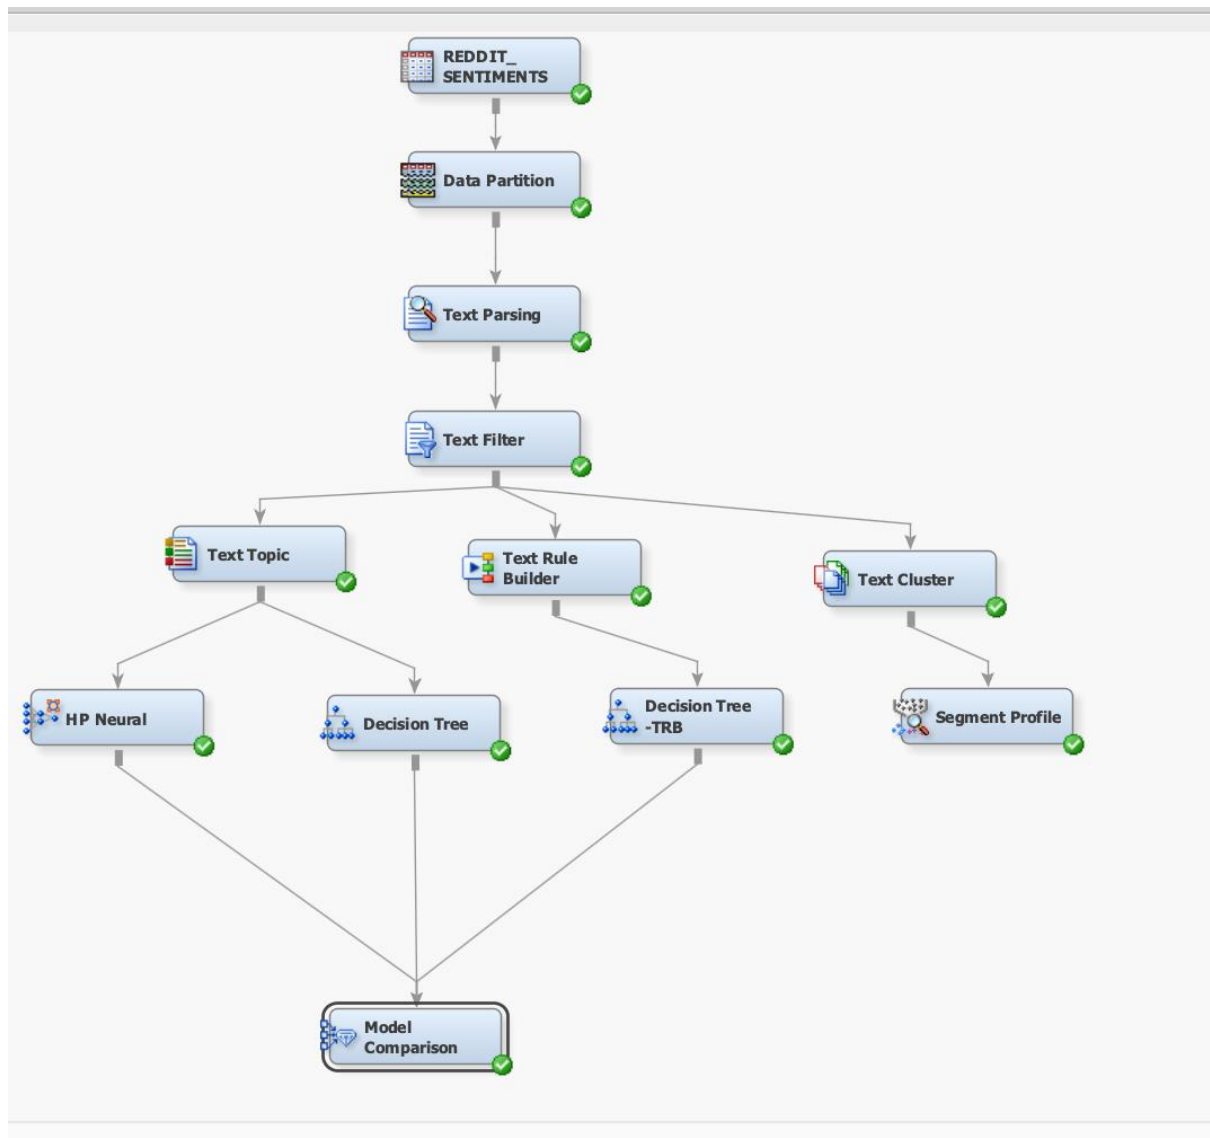 REDDIT_
SENTIMENTS
Data Partition
Text Parsing
Text Filter
Text Topic
Text Rule
Builder
Text Cluster
HP Neural
Decision Tree
Decision Tree
-TRB
Segment Profile
Model
Comparison